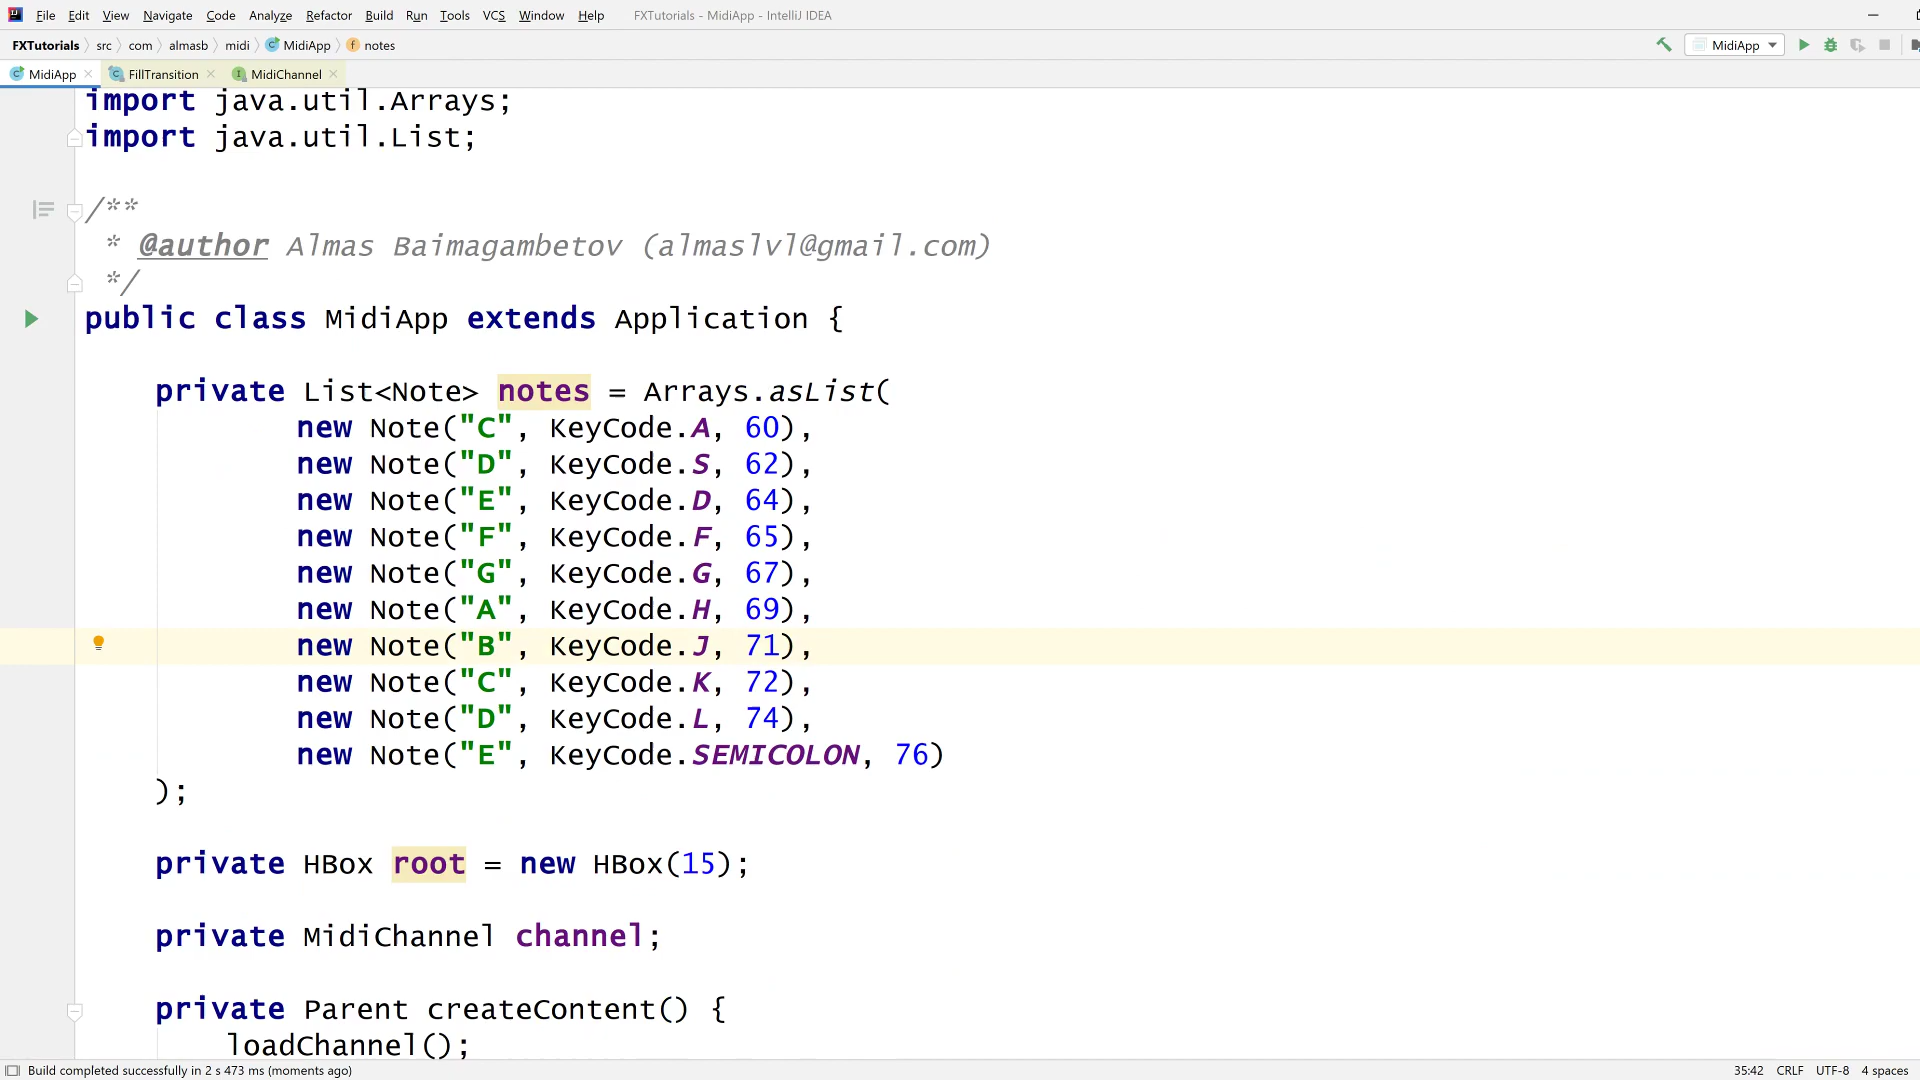 File Edit View Navigate Code Analyze Refactor Build Run Tools VCS Window Help FXTutorials - MidiApp - IntelliJ IDEA
FXTutorials src com almasb midi MidiApp notes MidiApp
MidiApp FillTransition MidiChannel
import java.util.Arrays;
import java.util.List;
/**
* @author Almas Baimagambetov (almaslvl@gmail.com)
*/
public class MidiApp extends Application {
private List<Note> notes = Arrays.asList(
new Note("C", KeyCode.A, 60),
new Note("D", KeyCode.S, 62),
new Note("E", KeyCode.D, 64),
new Note("F", KeyCode.F, 65),
new Note("G", KeyCode.G, 67),
new Note("A", KeyCode.H, 69),
new Note("B", KeyCode.J, 71),
new Note("C", KeyCode.K, 72),
new Note("D", KeyCode.L, 74),
new Note("E", KeyCode.SEMICOLON, 76)
);
private HBox root = new HBox(15);
private MidiChannel channel;
private Parent createContent() {
loadChannel();
Build completed successfully in 2 s 473 ms (moments ago) 35:42 CRLF UTF-8 4 spaces